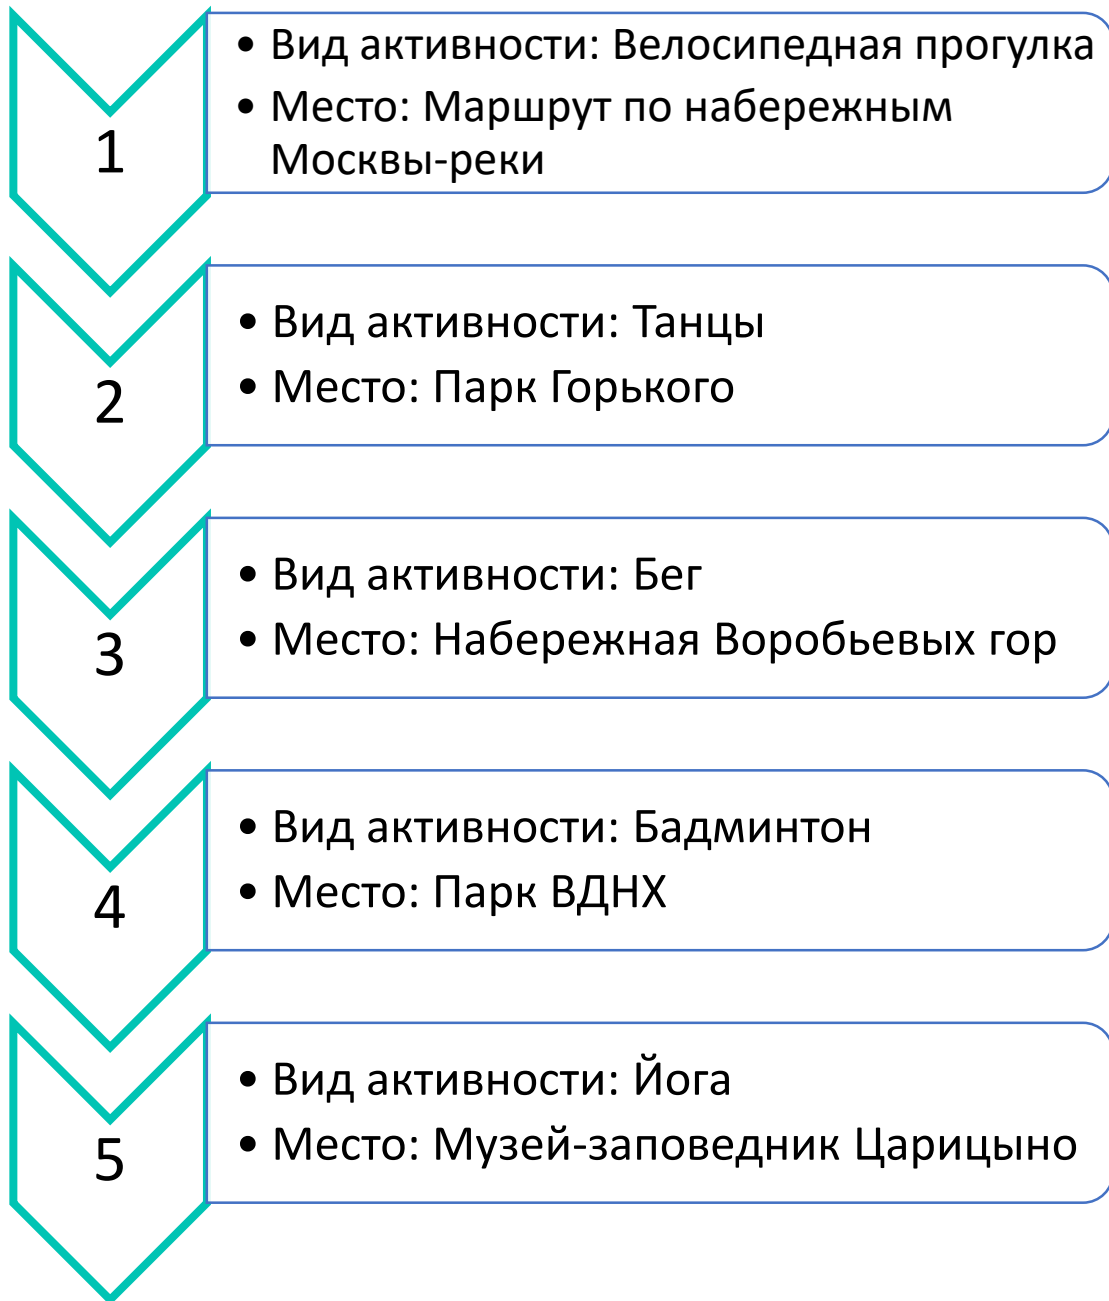 1
• Вид активности: Велосипедная прогулка
• Место: Маршрут по набережным
Москвы-реки
2
• Вид активности: Танцы
• Место: Парк Горького
3
• Вид активности: Бег
• Место: Набережная Воробьевых гор
4
• Вид активности: Бадминтон
• Место: Парк ВДНХ
5
• Вид активности: Йога
• Место: Музей-заповедник Царицыно